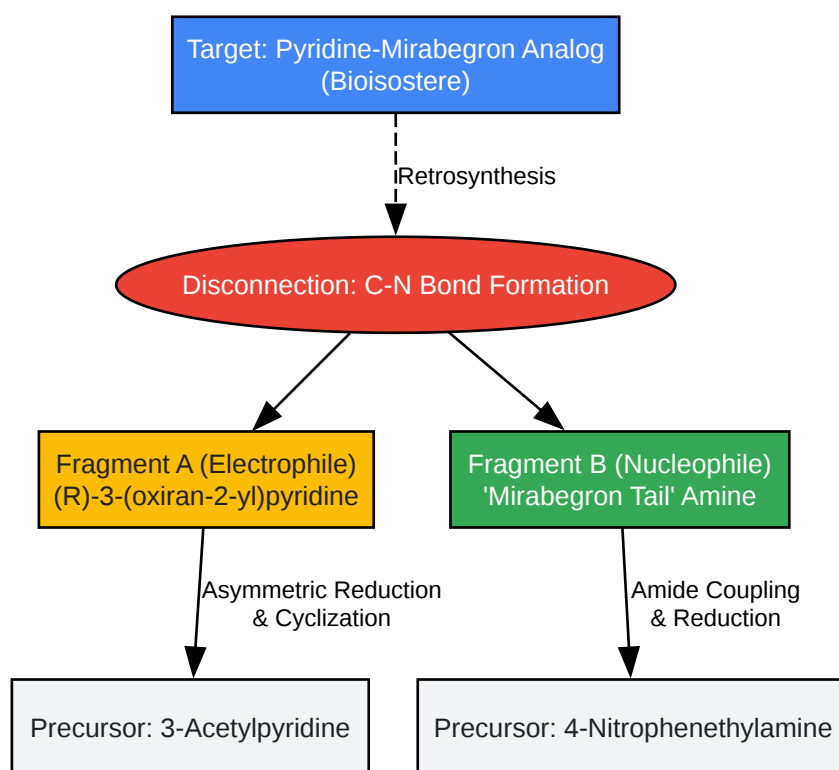 Target: Pyridine-Mirabegron Analog
(Bioisostere)
Retrosynthesis
Disconnection: C-N Bond Formation
Fragment A (Electrophile)
(R)-3-(oxiran-2-yl)pyridine
Fragment B (Nucleophile)
'Mirabegron Tail' Amine
Asymmetric Reduction
& Cyclization
Amide Coupling
& Reduction
Precursor: 3-Acetylpyridine
Precursor: 4-Nitrophenethylamine